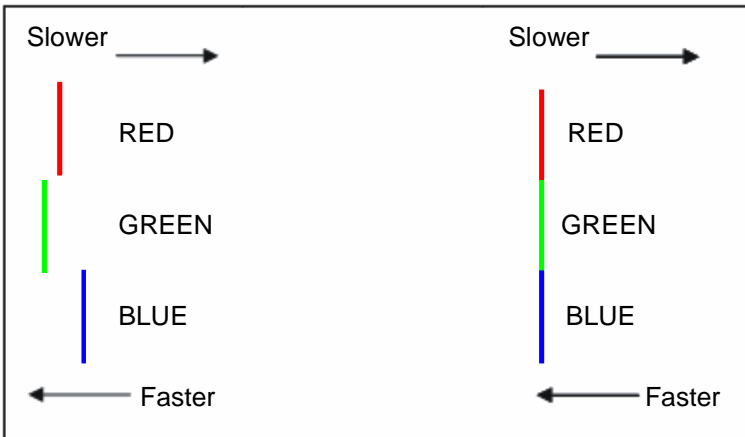 Slower Slower
RED RED
GREEN GREEN
BLUE BLUE
Faster Faster